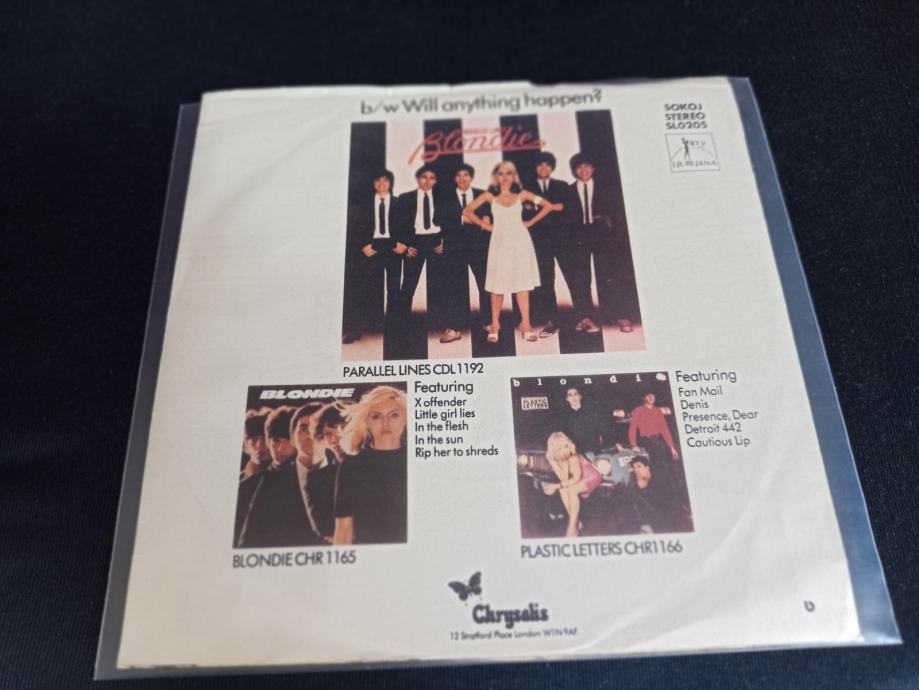 b/w Will anything happen?
SOKOJ
STEREO
SL0205
RTV
LJUBLJANA
Blondie
PARALLEL LINES CDL 1192
BLONDIE
Featuring
X offender
Little girl lies
In the flesh
In the sun
Rip her to shreds
BLONDIE CHR 1165
blondie
PLASTIC
LETTERS
Featuring
Fan Mail
Denis
Presence, Dear
Detroit 442
Cautious Lip
PLASTIC LETTERS CHR1166
Chrysalis
12 Stratford Place London W1N 9AF.